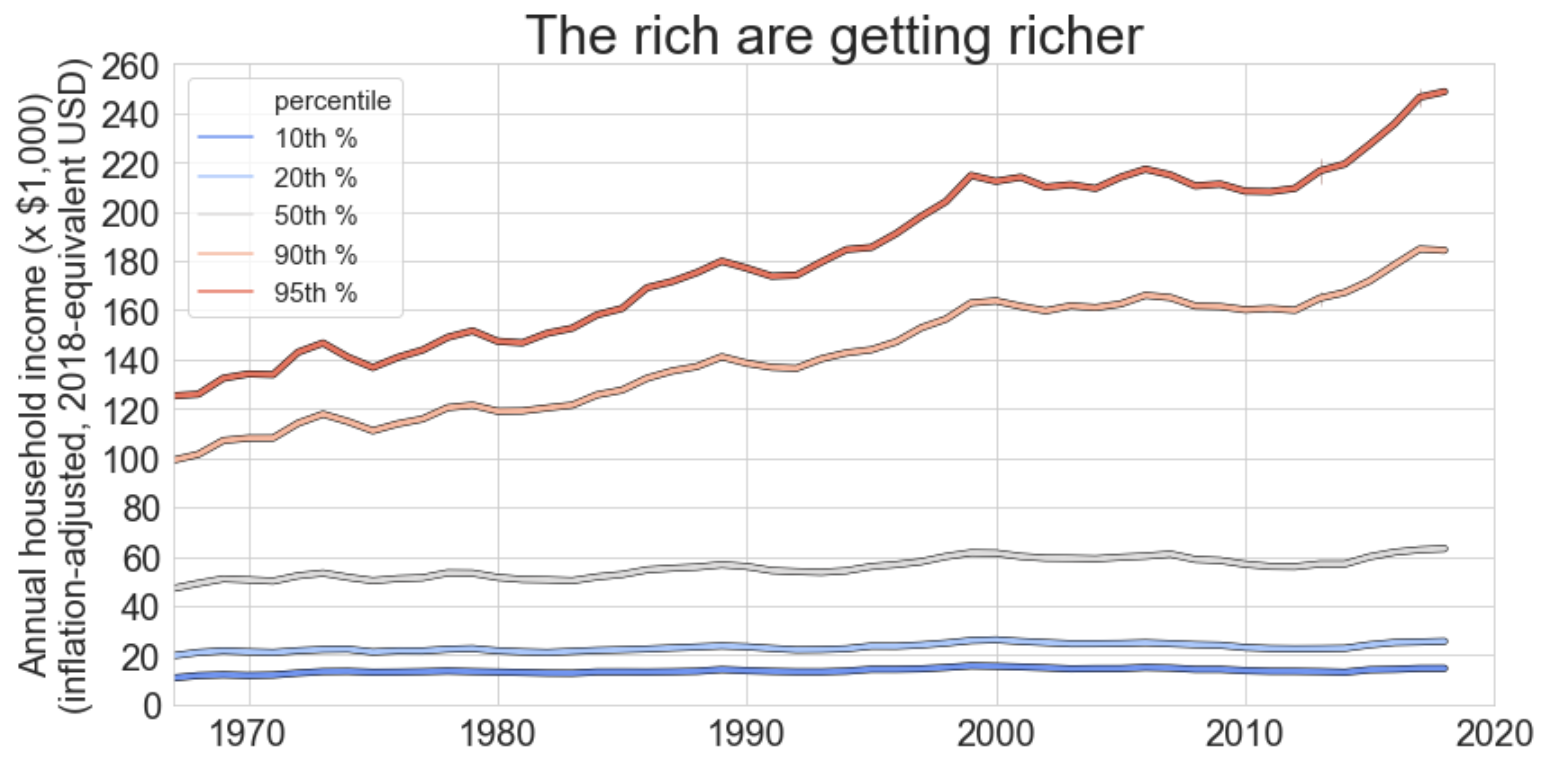 The rich are getting richer
Annual household income (x $1,000)
(inflation-adjusted, 2018-equivalent USD)
260
240
220
200
180
160
140
120
100
80
60
40
20
0
percentile
10th %
20th %
50th %
90th %
95th %
1970 1980 1990 2000 2010 2020